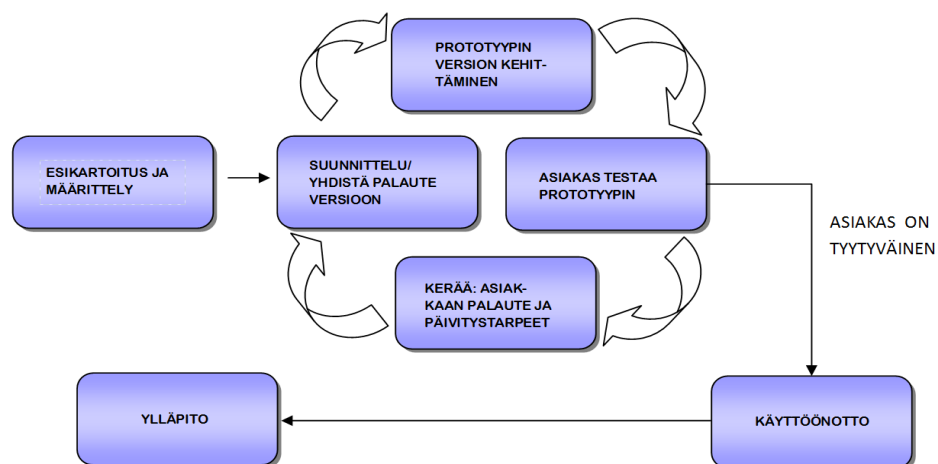 PROTOTYYPIN
VERSION KEHIT-
TÄMINEN
ESIKARTOITUS JA
MÄÄRITTELY
SUUNNITTELU/
YHDISTÄ PALAUTE
VERSIOON
ASIAKAS TESTAA
PROTOTYYPIN
ASIAKAS ON
TYYTYVÄINEN
KERÄÄ: ASIAK-
KAAN PALAUTE JA
PÄIVITYSTARPEET
YLLÄPITO
KÄYTTÖÖNOTTO